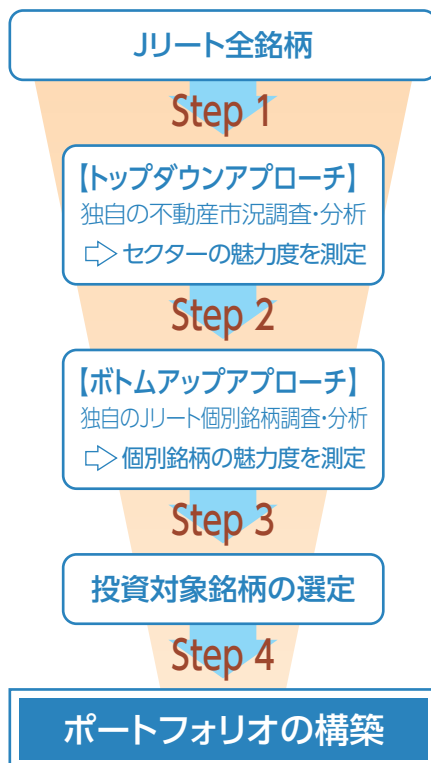 Jリート全銘柄
Step 1
【トップダウンアプローチ】
独自の不動産市況調査・分析
⇨セクターの魅力度を測定
Step 2
【ボトムアップアプローチ】
独自のJリート個別銘柄調査・分析
⇨個別銘柄の魅力度を測定
Step 3
投資対象銘柄の選定
Step 4
ポートフォリオの構築